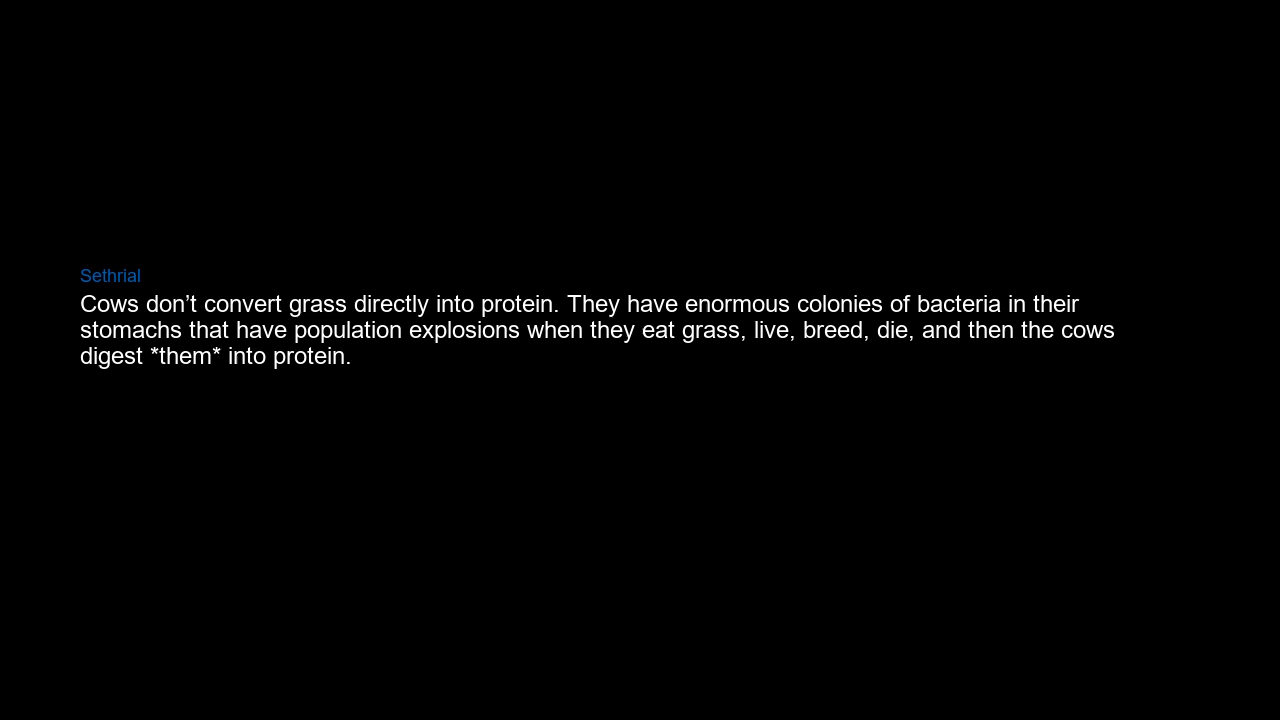 Sethrial
Cows don’t convert grass directly into protein. They have enormous colonies of bacteria in their
stomachs that have population explosions when they eat grass, live, breed, die, and then the cows
digest *them* into protein.